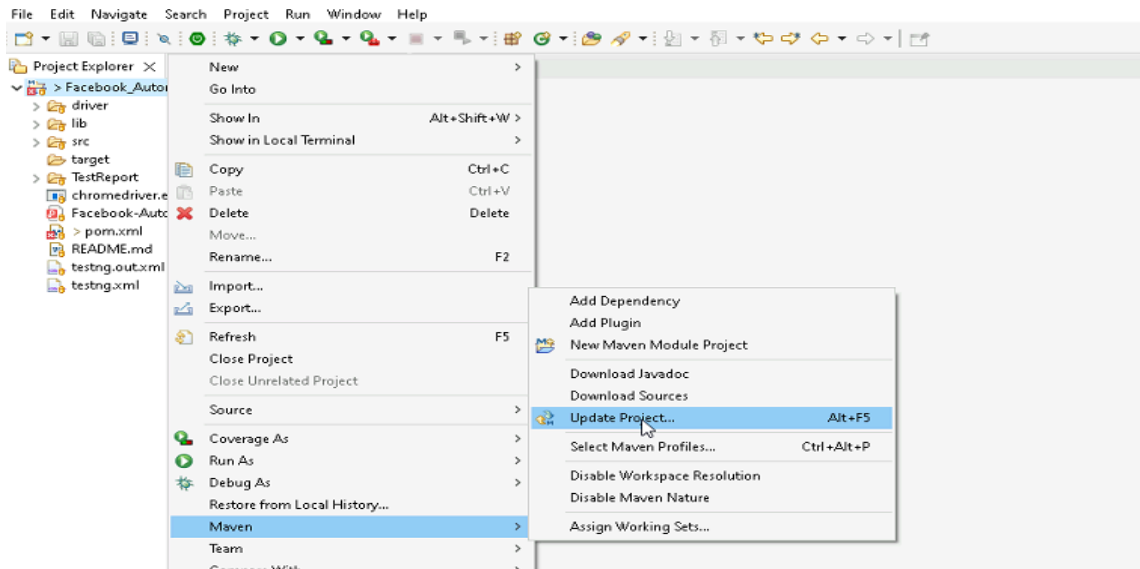 File Edit Navigate Search Project Run Window Help
Project Explorer
> Facebook_Autor
driver
lib
src
target
TestReport
chromedriver.e
Facebook-Autc
> pom.xml
README.md
testng.out.xml
testng.xml
New
Go Into
Show In Alt+Shift+W >
Show in Local Terminal
Copy Ctrl+C
Paste Ctrl+V
Delete Delete
Move...
Rename... F2
Import...
Export...
Refresh F5
Close Project
Close Unrelated Project
Source
Coverage As
Run As
Debug As
Restore from Local History...
Maven
Team
Add Dependency
Add Plugin
New Maven Module Project
Download Javadoc
Download Sources
Update Project... Alt+F5
Select Maven Profiles... Ctrl+Alt+P
Disable Workspace Resolution
Disable Maven Nature
Assign Working Sets...